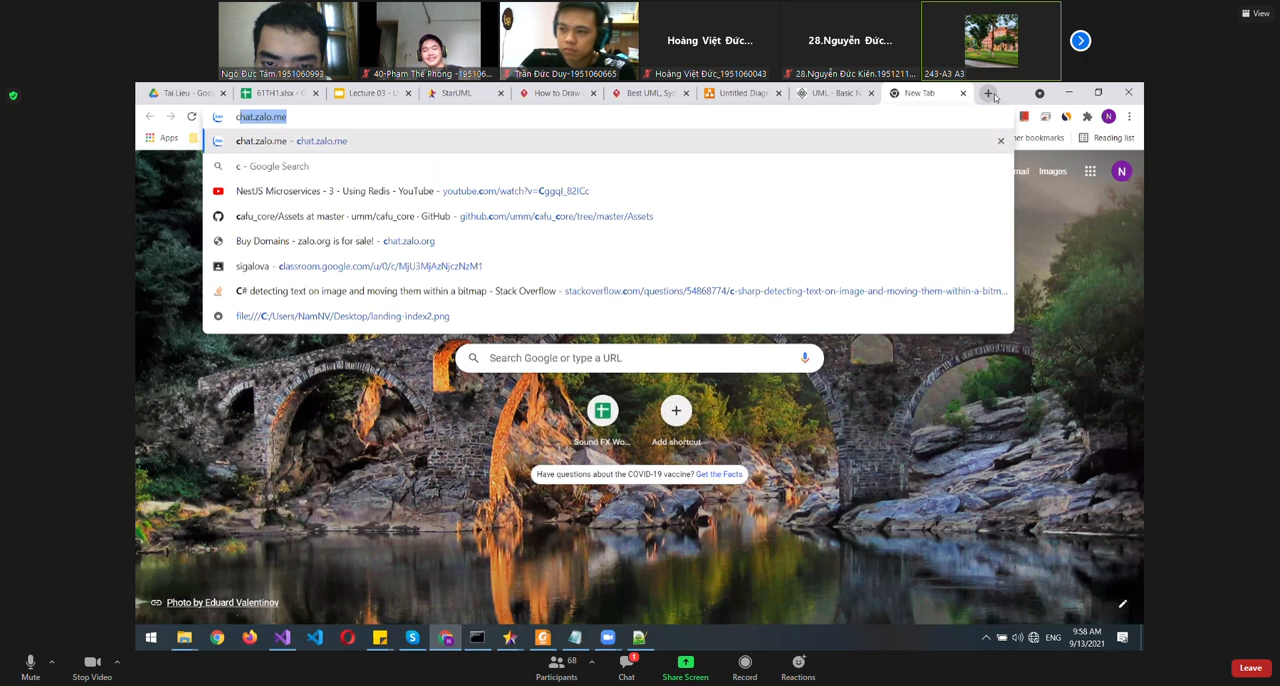 View
Ngô Đức Tâm.1951060993
40-Phạm Thế Phong -195106...
Trần Đức Duy-1951060665
Hoàng Việt Đức...
Hoàng Việt Đức_1951060043
28.Nguyễn Đức...
28.Nguyễn Đức Kiên.1951211...
243-A3 A3
Tài Liệu - Goog
61TH1.xlsx - G
Lecture 03 - U
StarUML
How to Draw
Best UML, Sy
Untitled Diag
UML - Basic N
New Tab
chat.zalo.me
Apps
er bookmarks
Reading list
chat.zalo.me - chat.zalo.me
c - Google Search
NestJS Microservices - 3 - Using Redis - YouTube - youtube.com/watch?v=CggqI_82ICc
cafu_core/Assets at master · umm/cafu_core · GitHub - github.com/umm/cafu_core/tree/master/Assets
Buy Domains - zalo.org is for sale! - chat.zalo.org
sigalova - classroom.google.com/u/0/c/MjU3MjAzNjczNzM1
C# detecting text on image and moving them within a bitmap - Stack Overflow - stackoverflow.com/questions/54868774/c-sharp-detecting-text-on-image-and-moving-them-within-a-bitm...
file:///C:/Users/NamNV/Desktop/landing-index2.png
mail
Images
N
Search Google or type a URL
Sound FX Wo...
Add shortcut
Have questions about the COVID-19 vaccine? Get the Facts
Photo by Eduard Valentinov
ENG
9:58 AM
9/13/2021
Mute
Stop Video
68
Participants
1
Chat
Share Screen
Record
Reactions
Leave